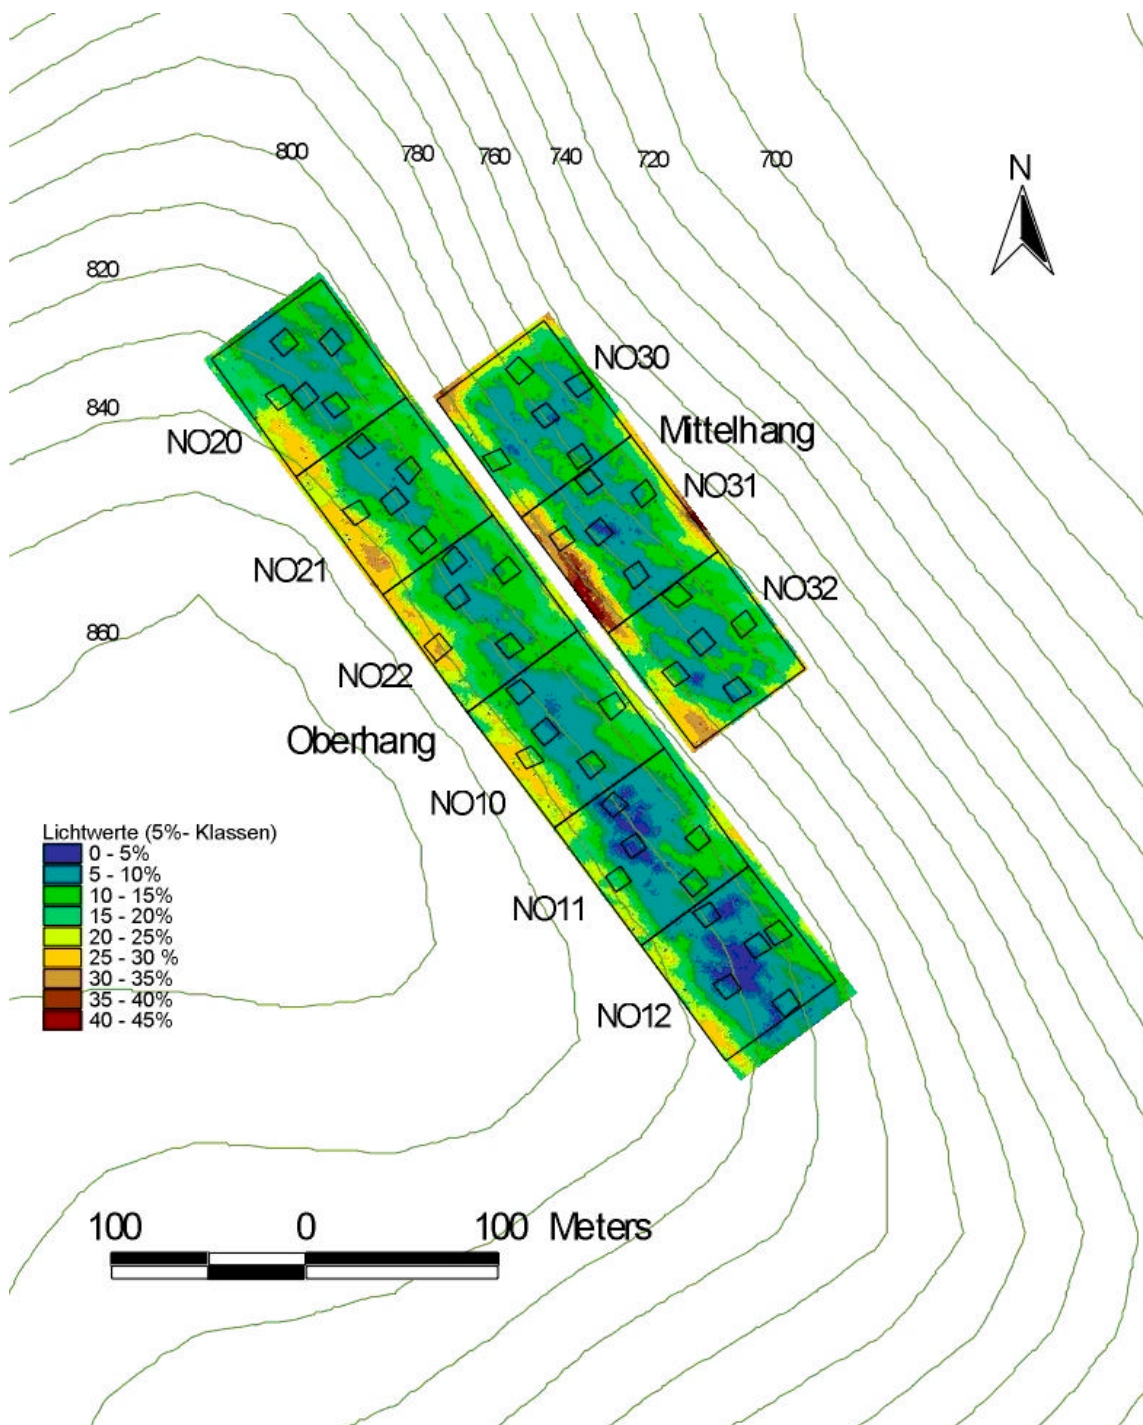 800
780
760
740
720
700
N
820
NO30
840
Mittelhang
NO20
NO31
NO21
NO32
860
NO22
Oberhang
NO10
Lichtwerte (5%- Klassen)
0 - 5%
5 - 10%
10 - 15%
15 - 20%
20 - 25%
25 - 30 %
30 - 35%
35 - 40%
40 - 45%
NO11
NO12
100 0 100 Meters